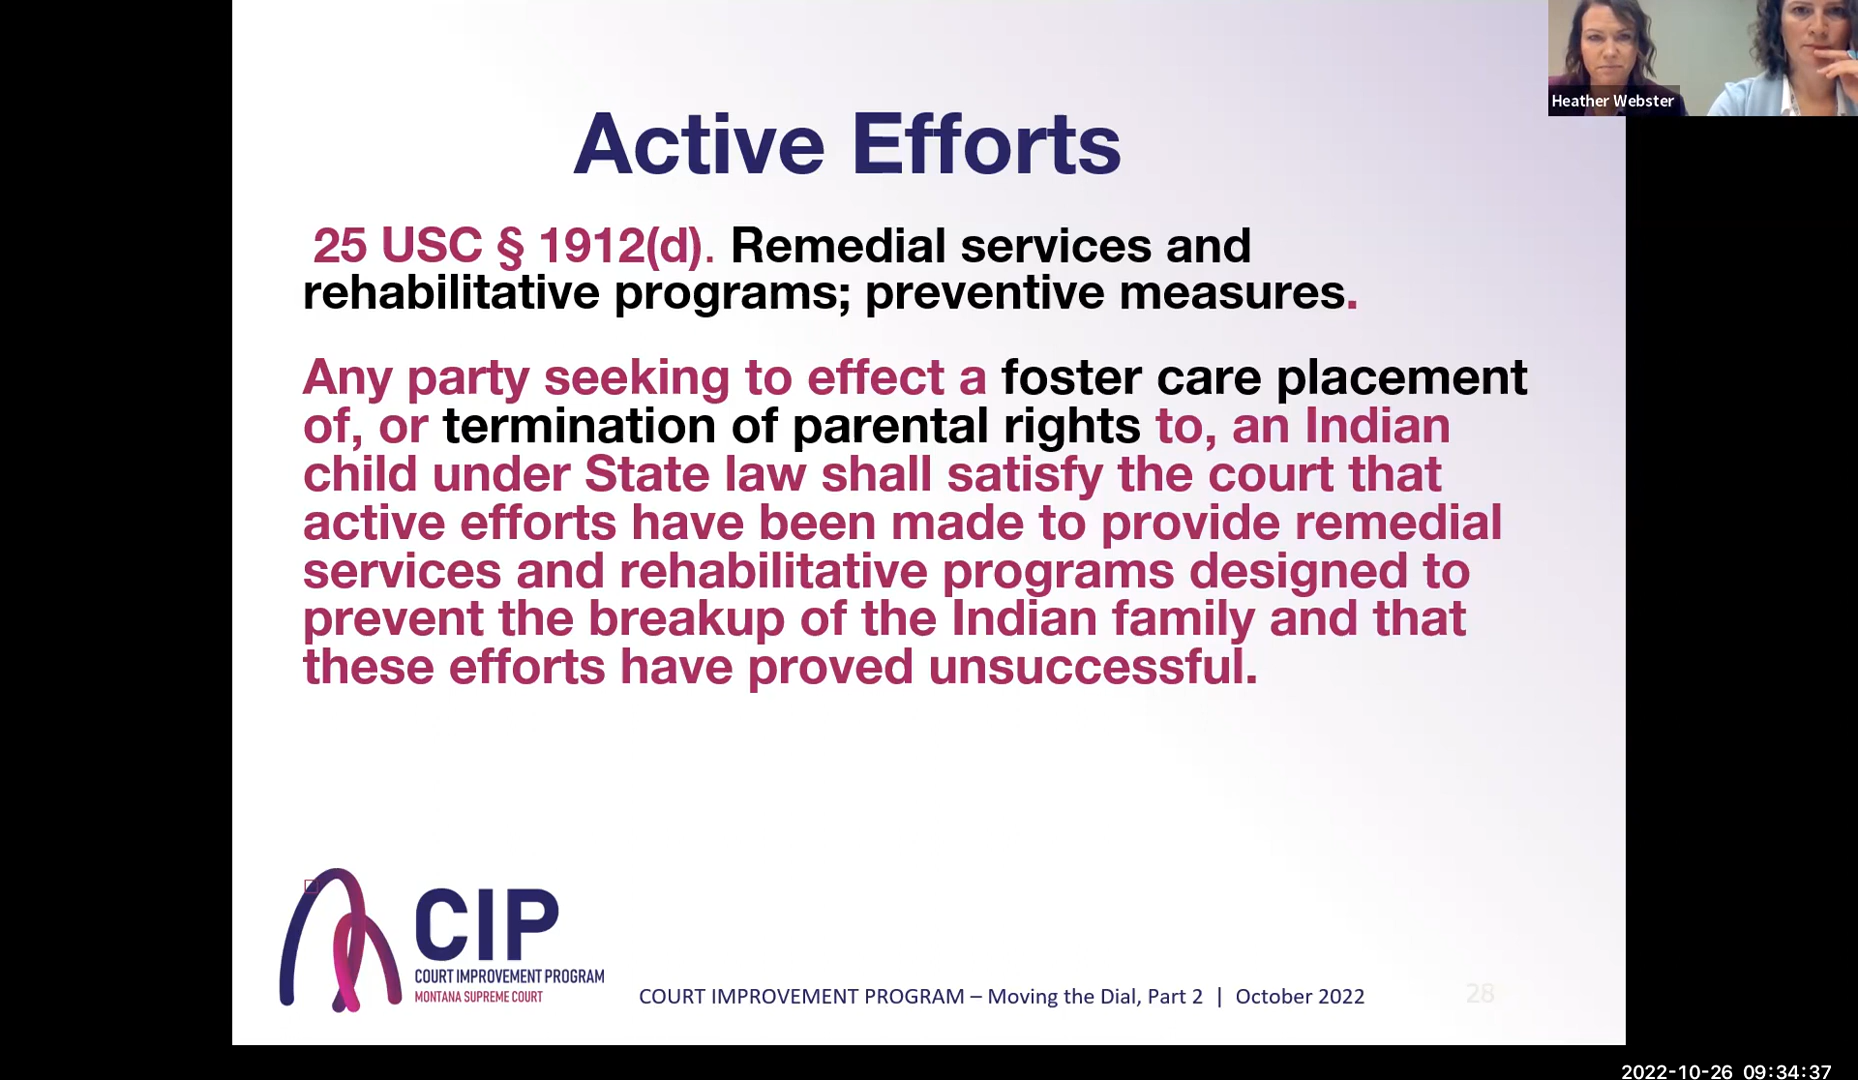 Heather Webster
Active Efforts
25 USC § 1912(d). Remedial services and
rehabilitative programs; preventive measures.
Any party seeking to effect a foster care placement
of, or termination of parental rights to, an Indian
child under State law shall satisfy the court that
active efforts have been made to provide remedial
services and rehabilitative programs designed to
prevent the breakup of the Indian family and that
these efforts have proved unsuccessful.
CIP
COURT IMPROVEMENT PROGRAM
MONTANA SUPREME COURT
COURT IMPROVEMENT PROGRAM – Moving the Dial, Part 2 | October 2022
28
2022-10-26 09:34:37